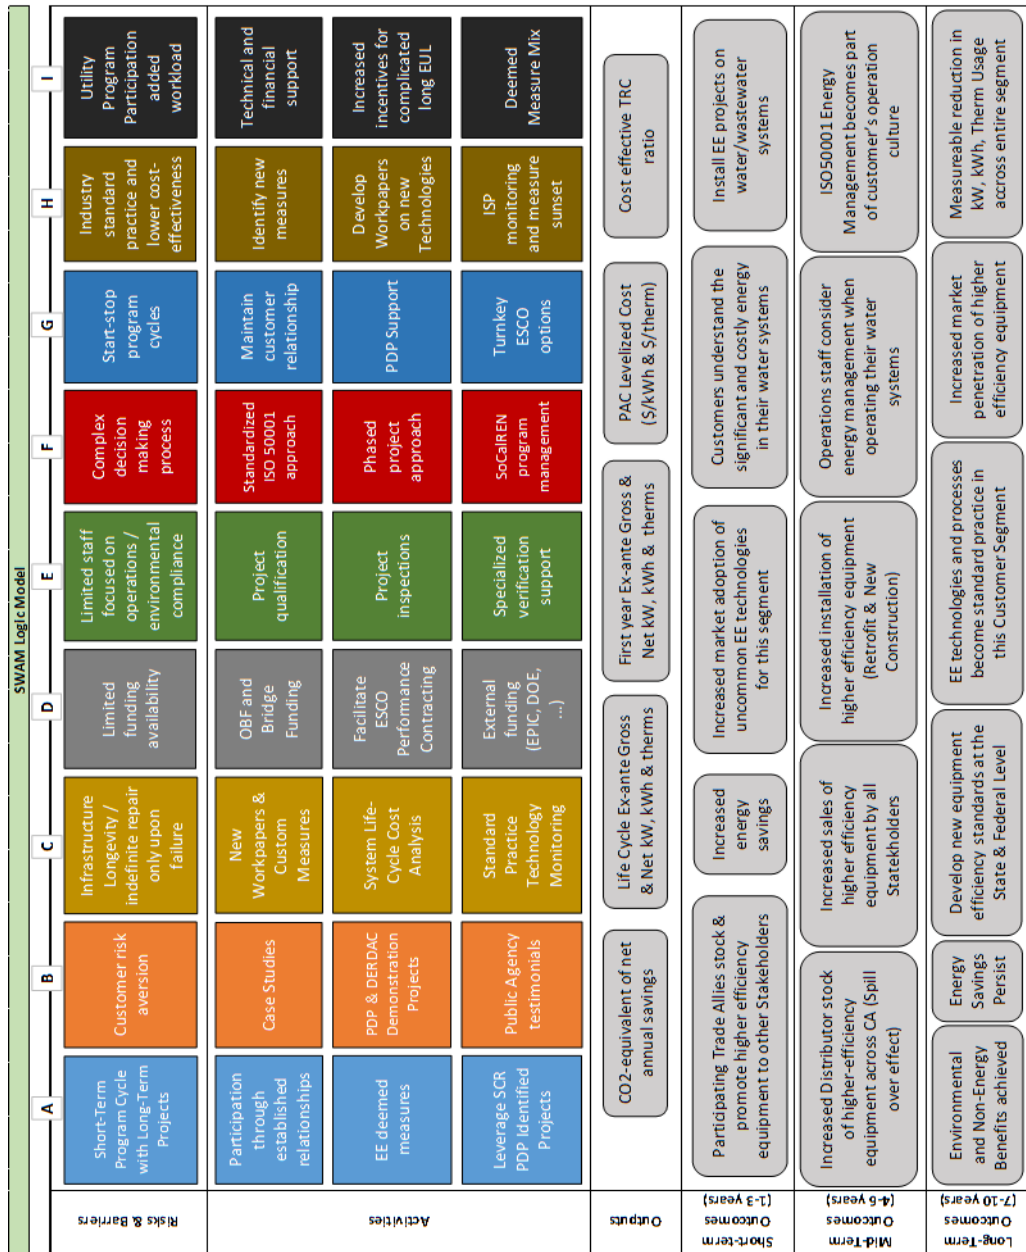 SWAM Logic Model
A
B
C
D
E
F
G
H
I
Risks & Barriers
Short-Term
Program Cycle
with Long-Term
Projects
Customer risk
aversion
Infrastructure
Longevity /
indefinite repair
only upon
failure
Limited
funding
availability
Limited staff
focused on
operations /
environmental
compliance
Complex
decision
making
process
Start-stop
program
cycles
Industry
standard
practice and
lower cost-
effectiveness
Utility
Program
Participation
added
workload
Activities
Participation
through
established
relationships
Case Studies
New
Workpapers &
Custom
Measures
OBF and
Bridge
Funding
Project
qualification
Standardized
ISO 50001
approach
Maintain
customer
relationship
Identify new
measures
Technical and
financial
support
EE deemed
measures
PDP & DERDAC
Demonstration
Projects
System Life-
Cycle Cost
Analysis
Facilitate
ESCO
Performance
Contracting
Project
inspections
Phased
project
approach
PDP Support
Develop
Workpapers
on new
Technologies
Increased
incentives for
complicated
long EUL
Leverage SCR
PDP Identified
Projects
Public Agency
testimonials
Standard
Practice
Technology
Monitoring
External
funding
(EPIC, DOE,
...)
Specialized
verification
support
SoCalREN
program
management
Turnkey
ESCO
options
ISP
monitoring
and measure
sunset
Deemed
Measure Mix
Outputs
CO2-equivalent of net
annual savings
Life Cycle Ex-ante Gross
& Net kW, kWh & therms
First year Ex-ante Gross &
Net kW, kWh & therms
PAC Levelized Cost
($/kWh & $/therm)
Cost effective TRC
ratio
Short-term
Outcomes
(1-3 years)
Participating Trade Allies stock &
promote higher efficiency
equipment to other Stakeholders
Increased
energy
savings
Increased market adoption of
uncommon EE technologies
for this segment
Customers understand the
significant and costly energy
in their water systems
Install EE projects on
water/wastewater
systems
Mid-Term
Outcomes
(4-6 years)
Increased Distributor stock
of higher-efficiency
equipment across CA (Spill
over effect)
Increased sales of
higher efficiency
equipment by all
Statekholders
Increased installation of
higher efficiency equipment
(Retrofit & New
Construction)
Operations staff consider
energy management when
operating their water
systems
ISO50001 Energy
Management becomes part
of customer's operation
culture
Long-Term
Outcomes
(7-10 years)
Environmental
and Non-Energy
Benefits achieved
Energy
Savings
Persist
Develop new equipment
efficiency standards at the
State & Federal Level
EE technologies and processes
become standard practice in
this Customer Segment
Increased market
penetration of higher
efficiency equipment
Measureable reduction in
kW, kWh, Therm Usage
accross entire segment